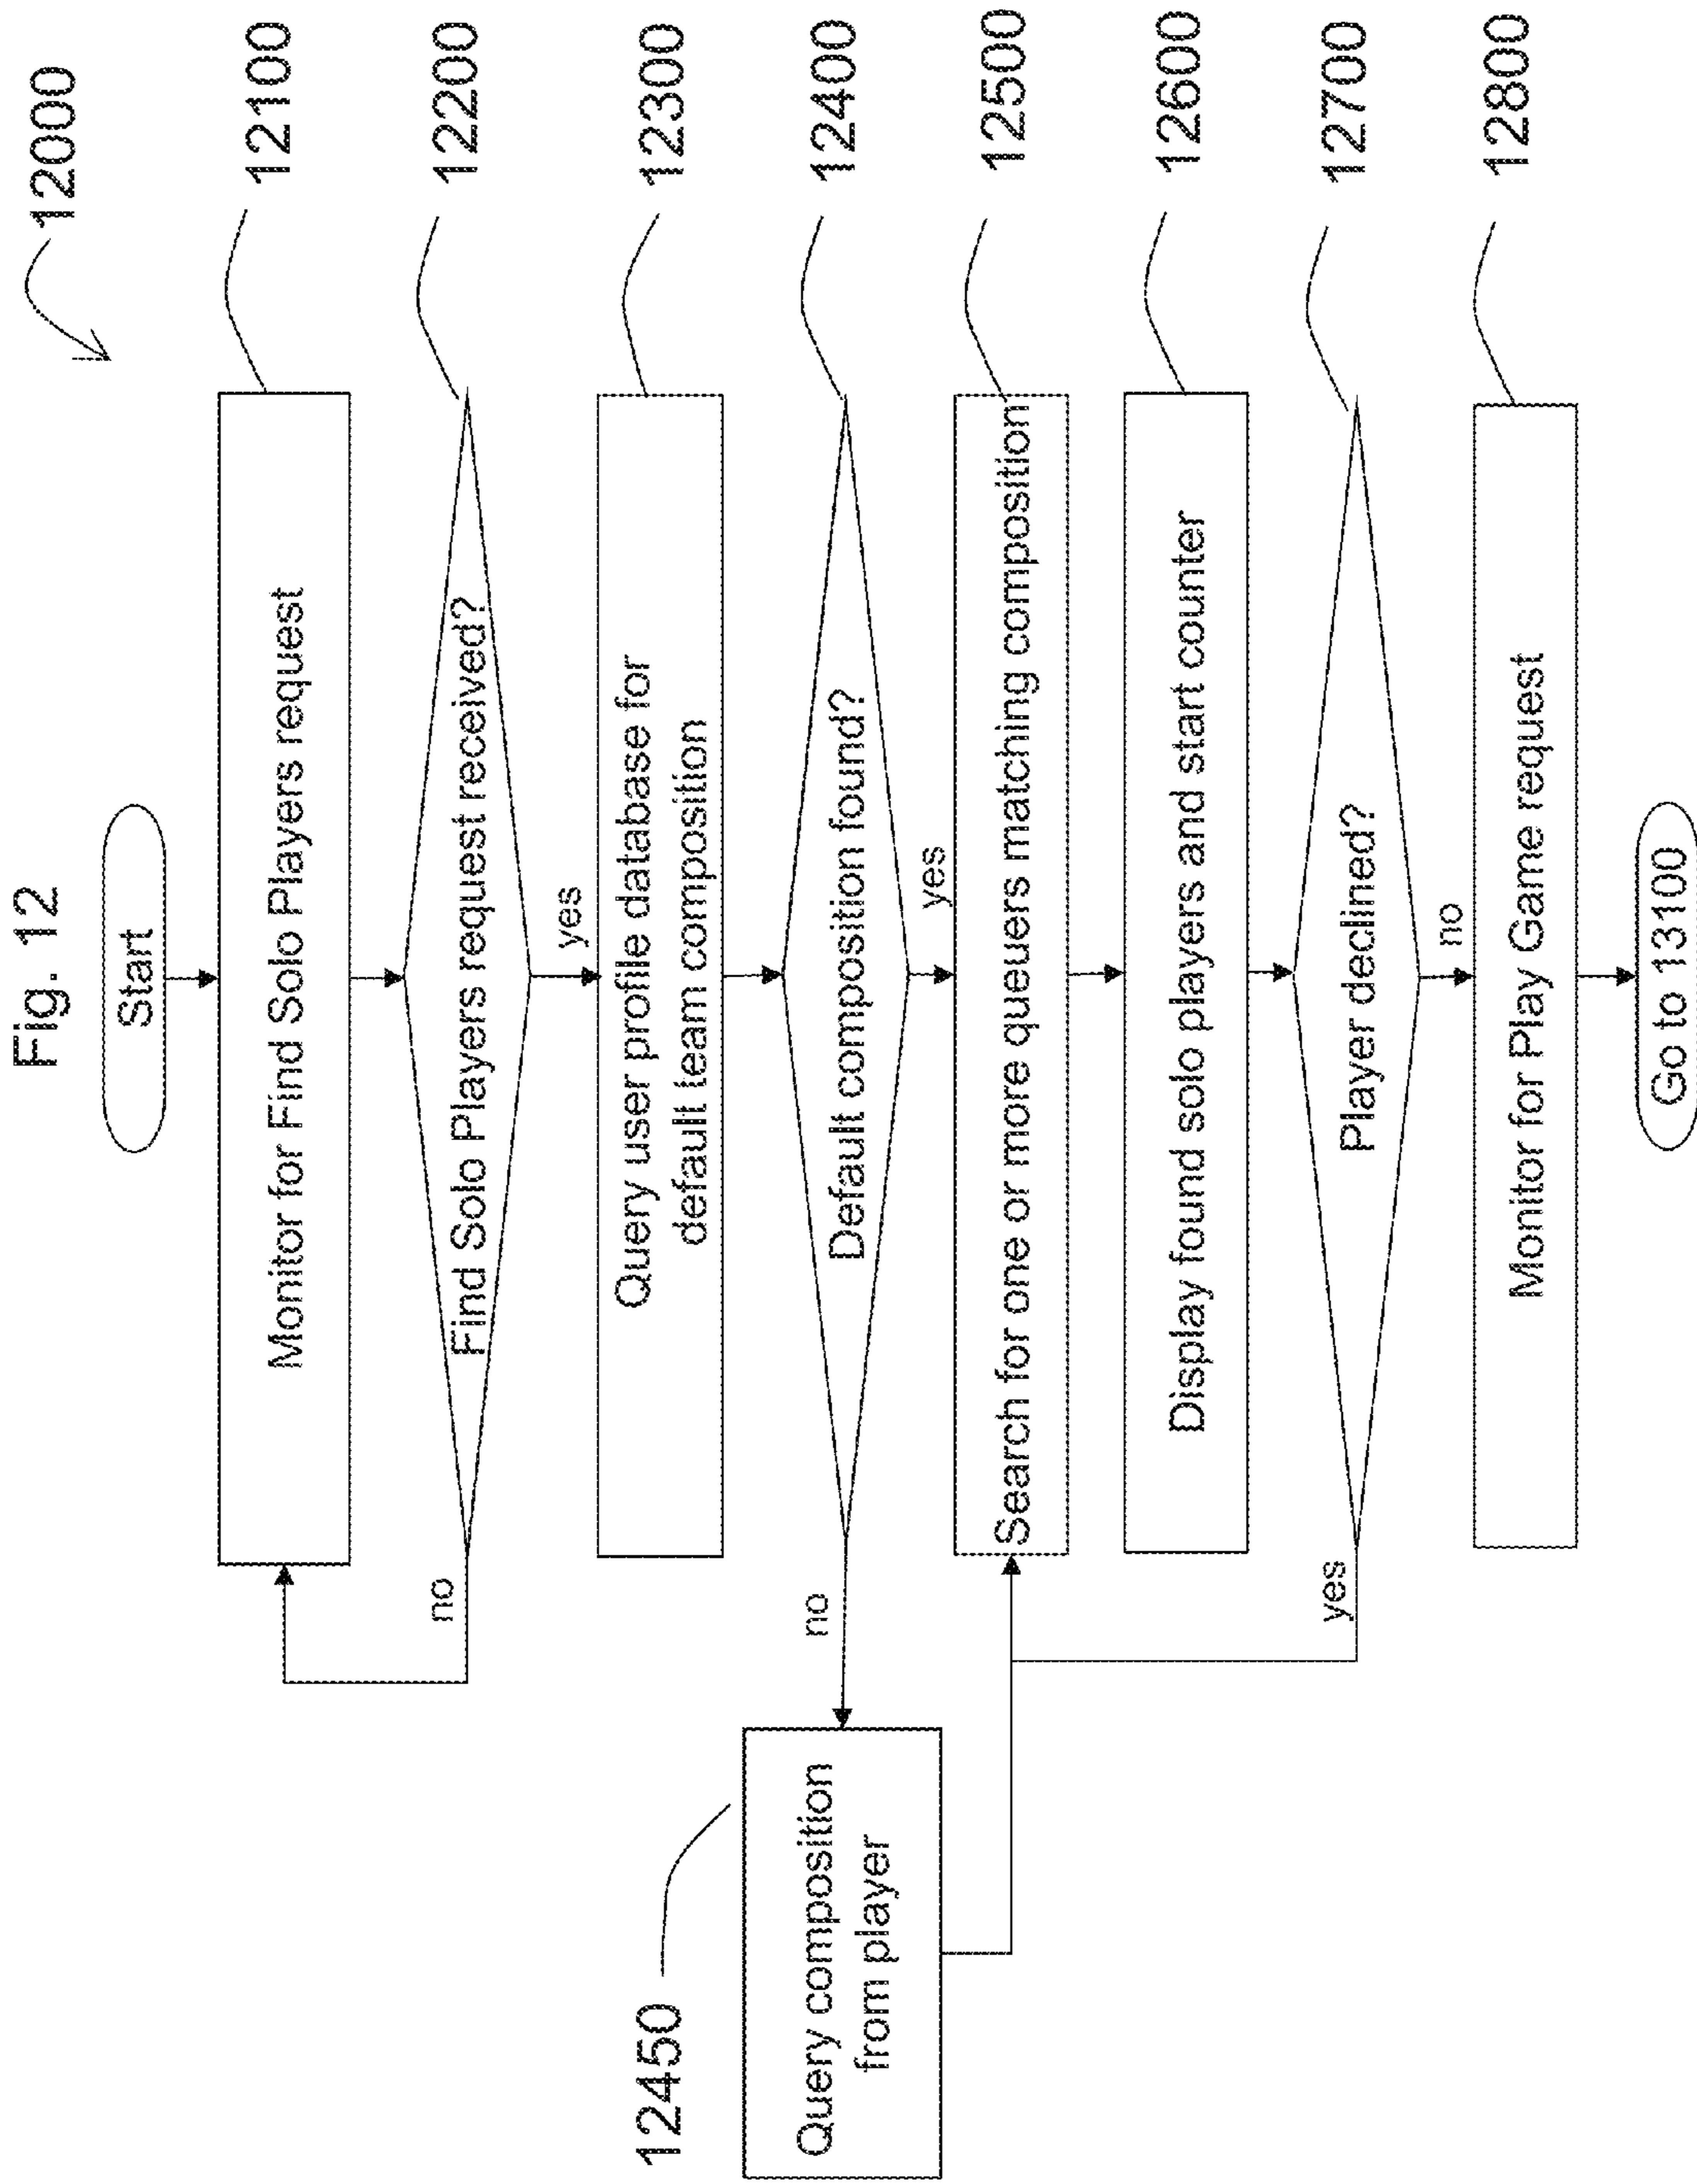 Fig. 12
12000
Start
Monitor for Find Solo Players request
12100
Find Solo Players request received?
12200
no
yes
Query user profile database for
default team composition
12300
Default composition found?
12400
no
yes
12450
Query composition
from player
Search for one or more queuers matching composition
12500
Display found solo players and start counter
12600
Player declined?
12700
yes
no
Monitor for Play Game request
12800
Go to 13100